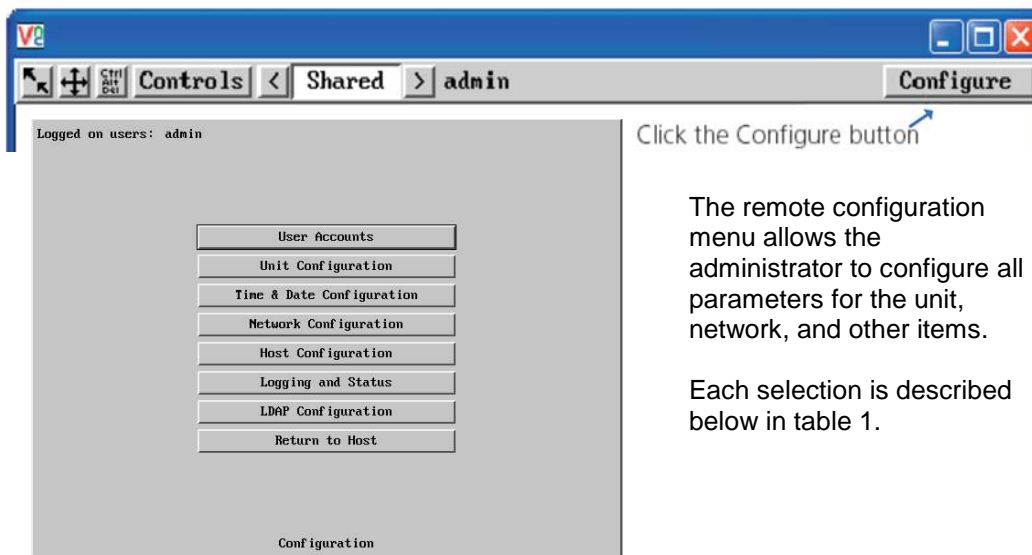 Ctrl
Alt
Del
Controls < Shared > admin Configure
Logged on users: admin
Click the Configure button
User Accounts
Unit Configuration
Time & Date Configuration
Network Configuration
Host Configuration
Logging and Status
LDAP Configuration
Return to Host
Configuration
The remote configuration
menu allows the
administrator to configure all
parameters for the unit,
network, and other items.
Each selection is described
below in table 1.